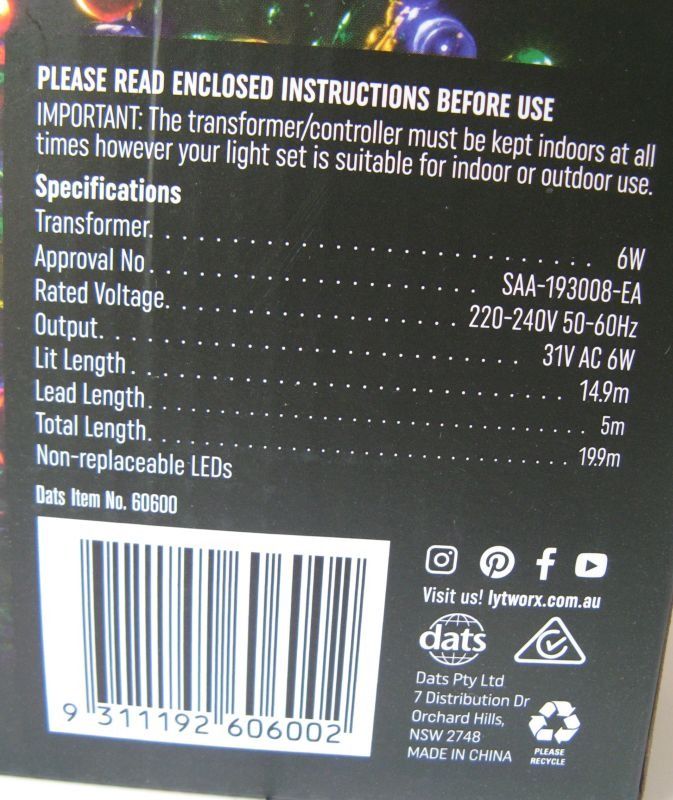 PLEASE READ ENCLOSED INSTRUCTIONS BEFORE USE
IMPORTANT: The transformer/controller must be kept indoors at all
times however your light set is suitable for indoor or outdoor use.
Specifications
Transformer. . . . . . . . . . . . . . . . . . . . . . . . . . . . 6W
Approval No. . . . . . . . . . . . . . . . . . . . SAA-193008-EA
Rated Voltage. . . . . . . . . . . . . . . . . . 220-240V 50-60Hz
Output. . . . . . . . . . . . . . . . . . . . . . . . . 31V AC 6W
Lit Length. . . . . . . . . . . . . . . . . . . . . . . . . . 14.9m
Lead Length. . . . . . . . . . . . . . . . . . . . . . . . . . 5m
Total Length. . . . . . . . . . . . . . . . . . . . . . . . . 19.9m
Non-replaceable LEDs
Dats Item No. 60600
9 311192 606002
Visit us! lytworx.com.au
dats
Dats Pty Ltd
7 Distribution Dr
Orchard Hills,
NSW 2748
MADE IN CHINA
PLEASE
RECYCLE